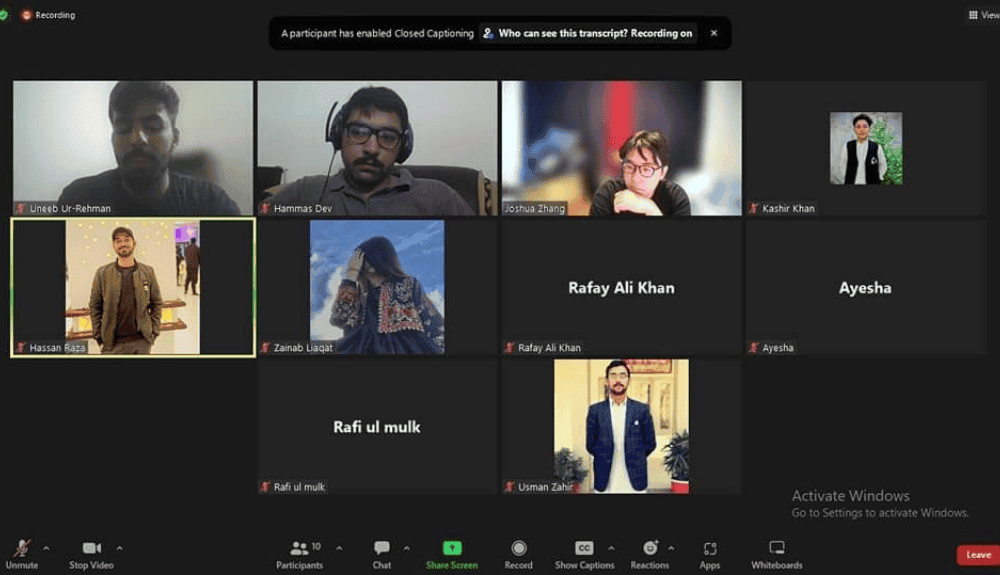 Recording
View
A participant has enabled Closed Captioning Who can see this transcript? Recording on
Uneeb Ur-Rehman
Hammas Dev
Joshua Zhang
Kashir Khan
Hassan Raza
Zainab Liaqat
Rafay Ali Khan
Rafay Ali Khan
Ayesha
Ayesha
Rafi ul mulk
Rafi ul mulk
Usman Zahir
Activate Windows
Go to Settings to activate Windows.
10
Unmute
Stop Video
Participants
Chat
Share Screen
Record
CC
Show Captions
Reactions
Apps
Whiteboards
Leave